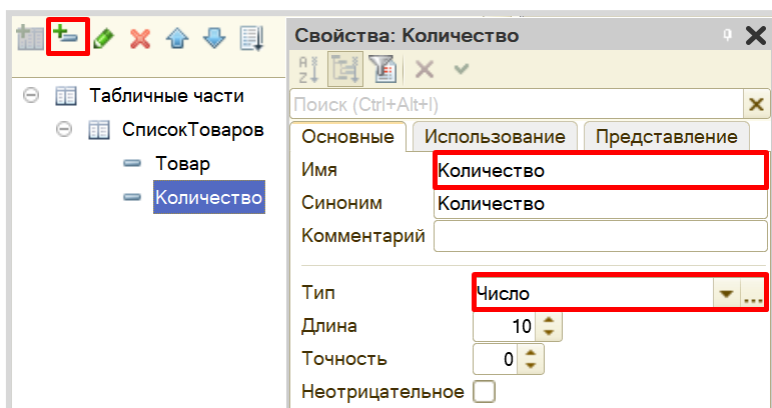 Свойства: Количество
Поиск (Ctrl+Alt+I)
Табличные части
СписокТоваров
Товар
Количество
Основные Использование Представление
Имя Количество
Синоним Количество
Комментарий
Тип Число ...
Длина 10
Точность 0
Неотрицательное